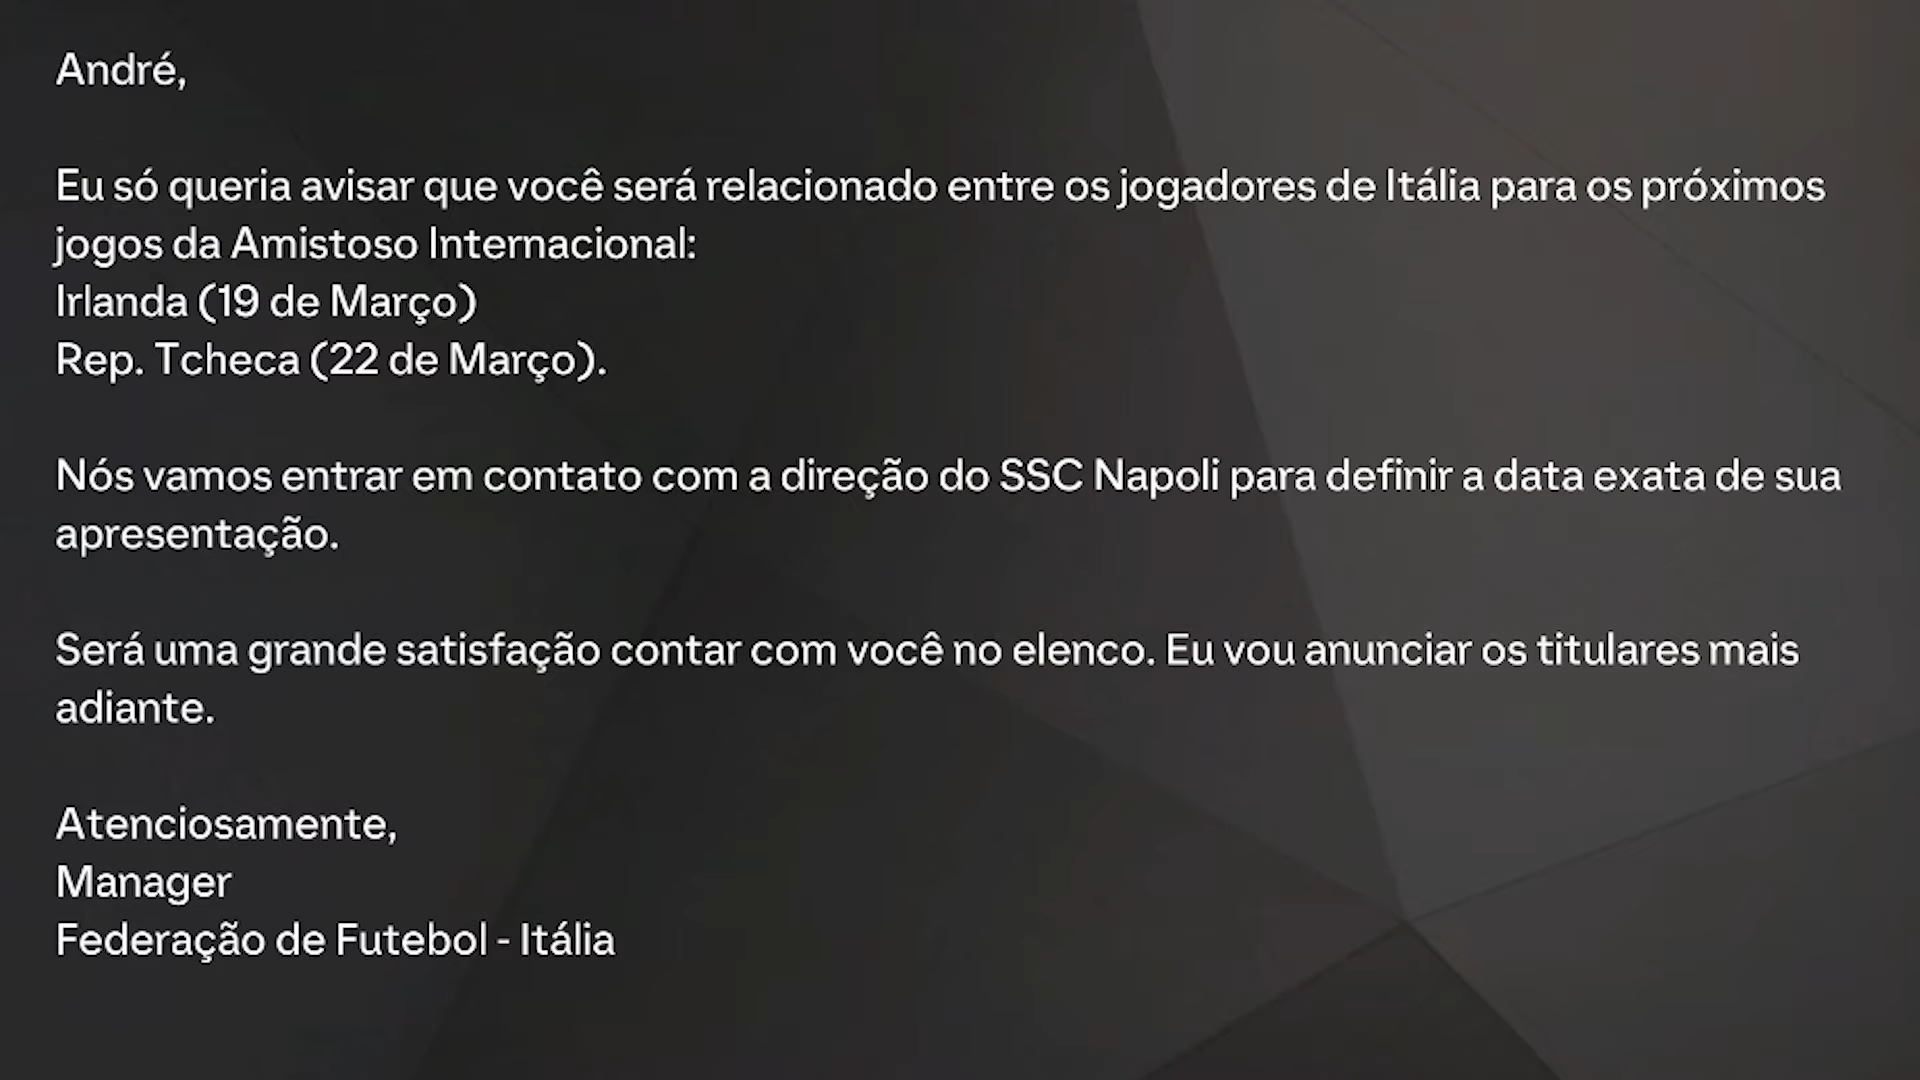 André,
Eu só queria avisar que você será relacionado entre os jogadores de Itália para os próximos
jogos da Amistoso Internacional:
Irlanda (19 de Março)
Rep. Tcheca (22 de Março).
Nós vamos entrar em contato com a direção do SSC Napoli para definir a data exata de sua
apresentação.
Será uma grande satisfação contar com você no elenco. Eu vou anunciar os titulares mais
adiante.
Atenciosamente,
Manager
Federação de Futebol - Itália